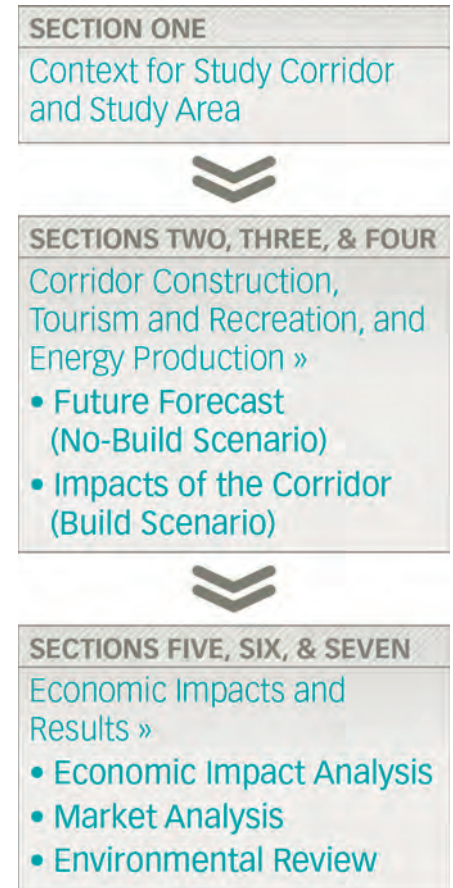 SECTION ONE
Context for Study Corridor
and Study Area
SECTIONS TWO, THREE, & FOUR
Corridor Construction,
Tourism and Recreation, and
Energy Production »
• Future Forecast
(No-Build Scenario)
• Impacts of the Corridor
(Build Scenario)
SECTIONS FIVE, SIX, & SEVEN
Economic Impacts and
Results »
• Economic Impact Analysis
• Market Analysis
• Environmental Review